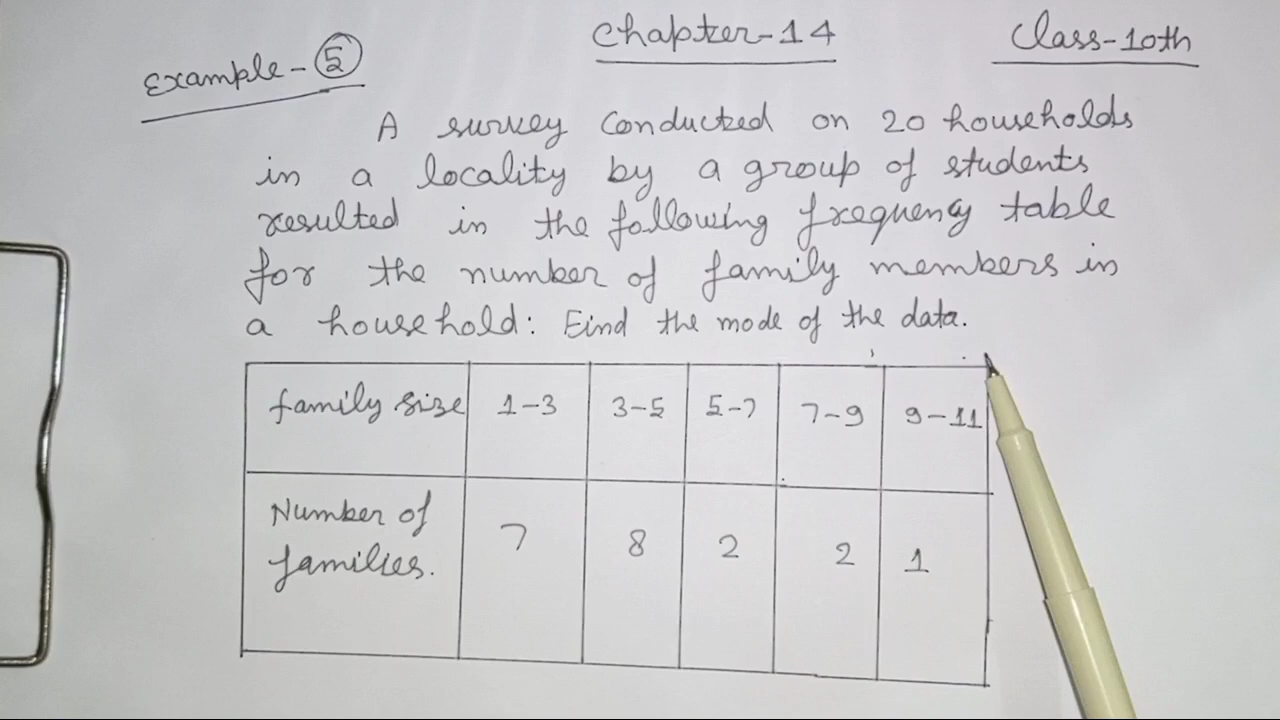 Chapter-14
Class-10th
Example-5
A survey conducted on 20 households
in a locality by a group of students
resulted in the following frequency table
for the number of family members in
a household: Find the mode of the data.
family size 1-3 3-5 5-7 7-9 9-11
Number of families. 7 8 2 2 1